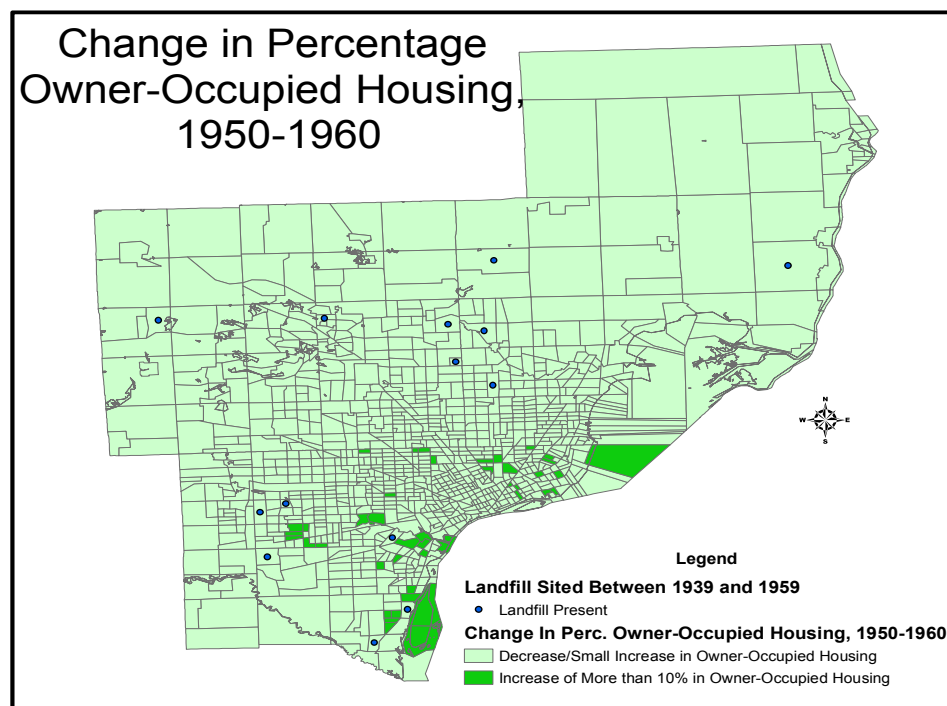 Change in Percentage
Owner-Occupied Housing,
1950-1960
N
W E
S
Legend
Landfill Sited Between 1939 and 1959
Landfill Present
Change In Perc. Owner-Occupied Housing, 1950-1960
Decrease/Small Increase in Owner-Occupied Housing
Increase of More than 10% in Owner-Occupied Housing